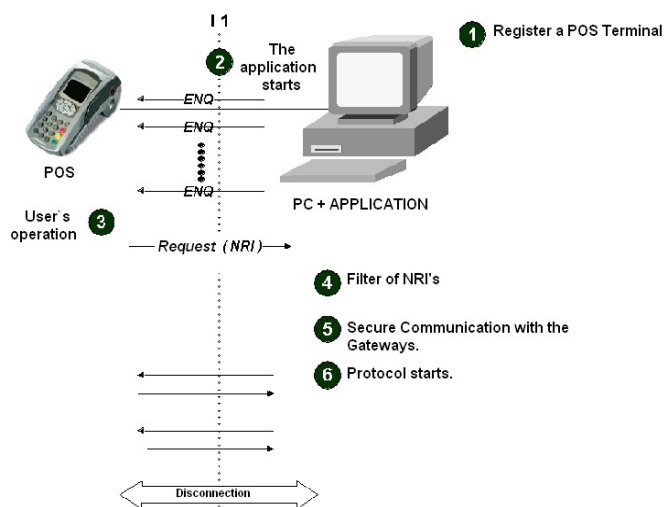 I 1
1 Register a POS Terminal
2 The
application
starts
ENQ
ENQ
ENQ
POS
PC + APPLICATION
User`s
operation
3
Request ( NRI )
4 Filter of NRI's
5 Secure Communication with the
Gateways.
6 Protocol starts.
Disconnection